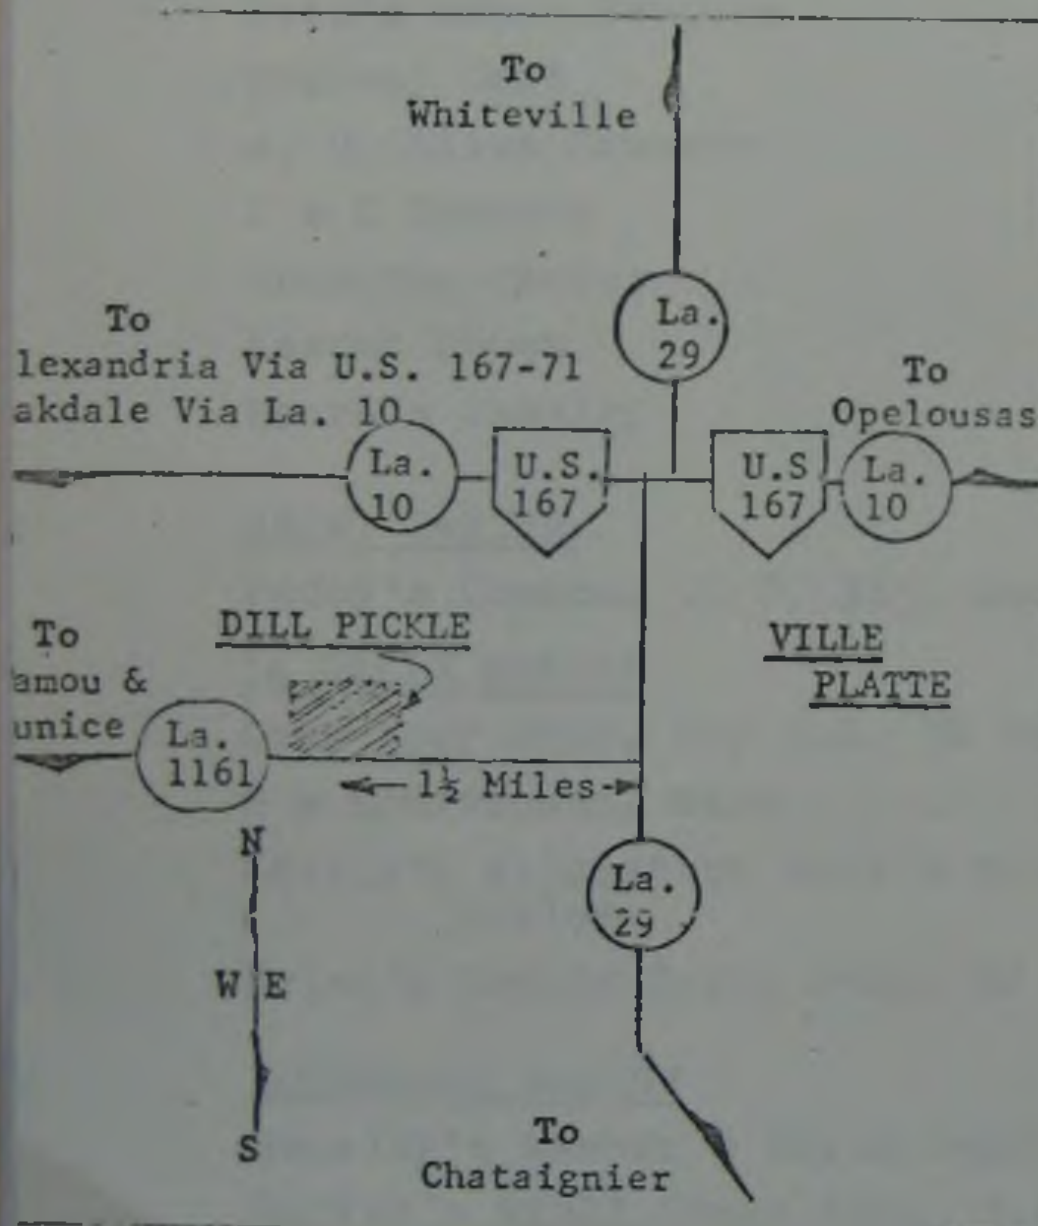 To
Whiteville
La.
29
To
lexandria Via U.S. 167-71
akdale Via La. 10
To
Opelousas
La.
10
U.S.
167
U.S
167
La.
10
To
amou &
unice
DILL PICKLE
VILLE
PLATTE
La.
1161
1½ Miles
La.
29
N
W E
S
To
Chataignier